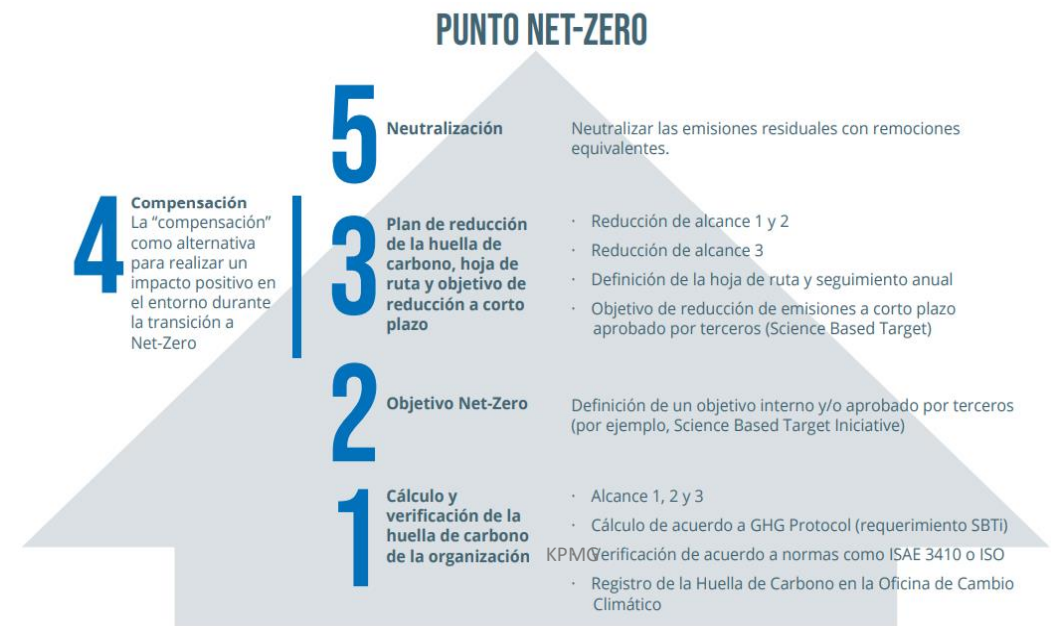 PUNTO NET-ZERO
5
Neutralización
Neutralizar las emisiones residuales con remociones
equivalentes.
4
Compensación
La “compensación”
como alternativa
para realizar un
impacto positivo en
el entorno durante
la transición a
Net-Zero
3
Plan de reducción
de la huella de
carbono, hoja de
ruta y objetivo de
reducción a corto
plazo
· Reducción de alcance 1 y 2
· Reducción de alcance 3
· Definición de la hoja de ruta y seguimiento anual
· Objetivo de reducción de emisiones a corto plazo
aprobado por terceros (Science Based Target)
2
Objetivo Net-Zero
Definición de un objetivo interno y/o aprobado por terceros
(por ejemplo, Science Based Target Initiative)
1
Cálculo y
verificación de la
huella de carbono
de la organización
· Alcance 1, 2 y 3
· Cálculo de acuerdo a GHG Protocol (requerimiento SBTi)
KPMG
· Verificación de acuerdo a normas como ISAE 3410 o ISO
· Registro de la Huella de Carbono en la Oficina de Cambio
Climático